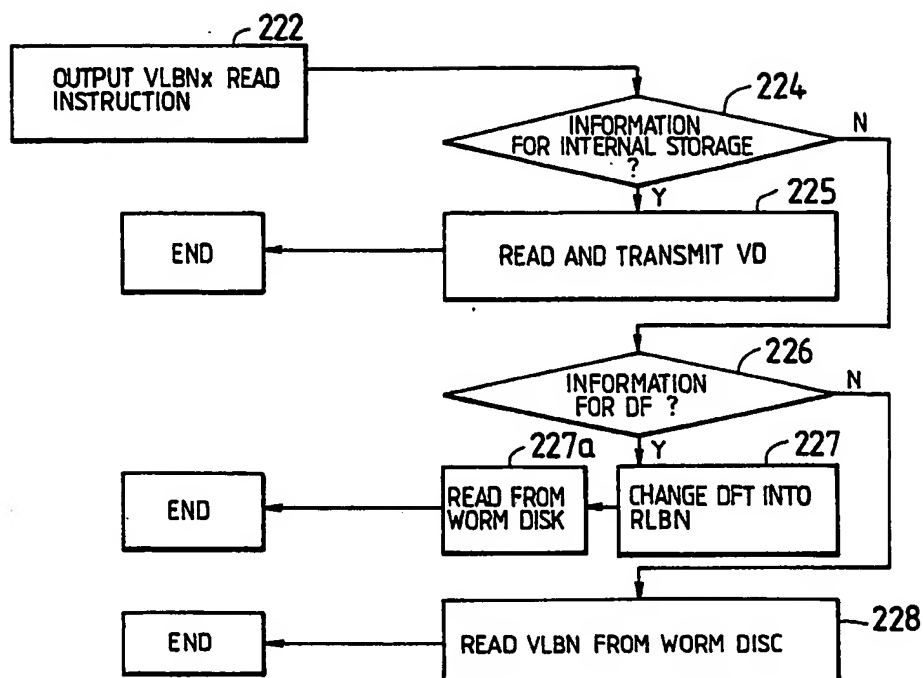 222
OUTPUT VLBNx READ
INSTRUCTION
224
INFORMATION
FOR INTERNAL STORAGE
?
N
Y
225
END
READ AND TRANSMIT VD
226
INFORMATION
FOR DF ?
N
Y
227a
227
END
READ FROM
WORM DISK
CHANGE DFT INTO
RLBN
END
READ VLBN FROM WORM DISC
228